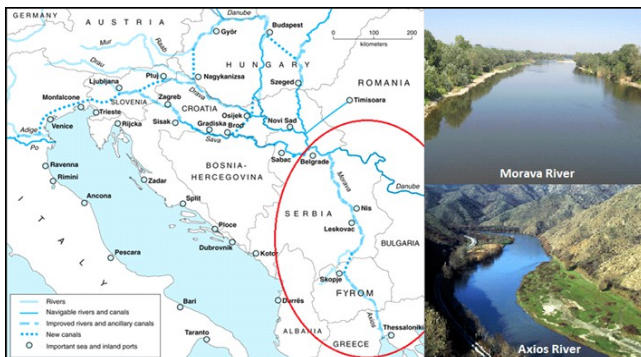 GERMANY
AUSTRIA
Danube
Budapest
Győr
0 100 200
kilometers
Mur
Raab
Drau
HUNGARY
Ptuj
Nagykanizsa
Ljubljana
Szeged
ROMANIA
SLOVENIA
Zagreb
Drava
Monfalcone
Timisoara
Trieste
CROATIA
Osijek
Adige
Venice
Rijcka
Sisak
Gradiska
Brod
Novi Sad
Po
Sava
Sabac
Belgrade
Ravenna
BOSNIA-
HERCEGOVINA
Danube
Rimini
Zadar
Morava
Ancona
Split
SERBIA
Nis
Leskovac
Ploce
BULGARIA
Dubrovnik
ITALY
Pescara
Kotor
Skopje
FYROM
Rivers
Navigable rivers and canals
Improved rivers and ancillary canals
New canals
Important sea and inland ports
Bari
Durrës
Axios
ALBANIA
Thessaloniki
GREECE
Taranto
Morava River
Axios River